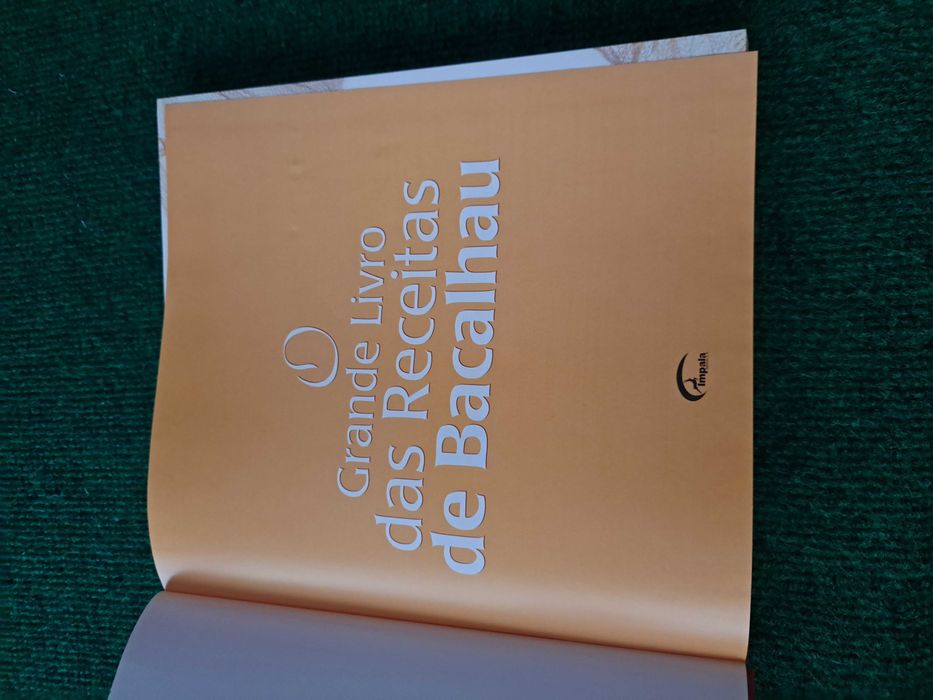 O
Grande Livro
das Receitas
de Bacalhau
impala